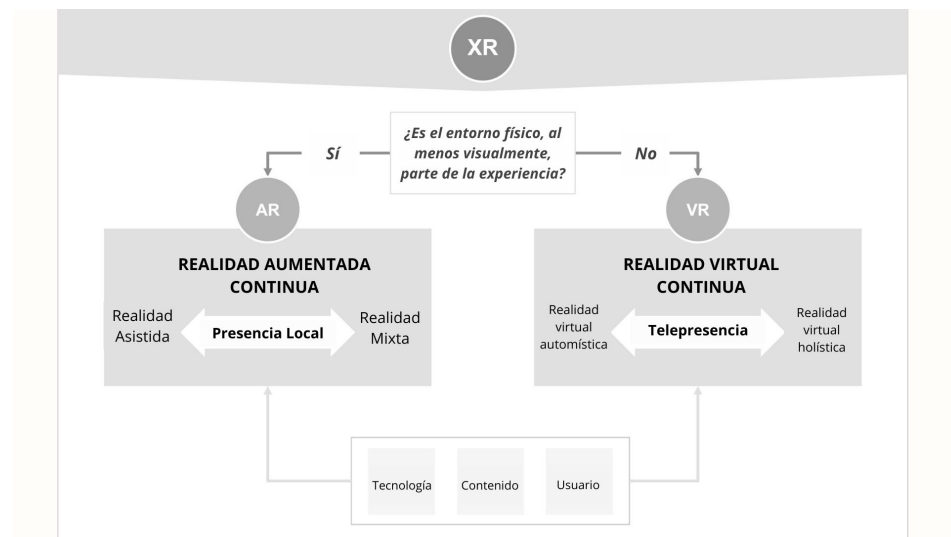 XR
¿Es el entorno físico, al
menos visualmente,
parte de la experiencia?
Sí
No
AR
VR
REALIDAD AUMENTADA
CONTINUA
Realidad
Asistida
Presencia Local
Realidad
Mixta
REALIDAD VIRTUAL
CONTINUA
Realidad
virtual
automística
Telepresencia
Realidad
virtual
holística
Tecnología
Contenido
Usuario